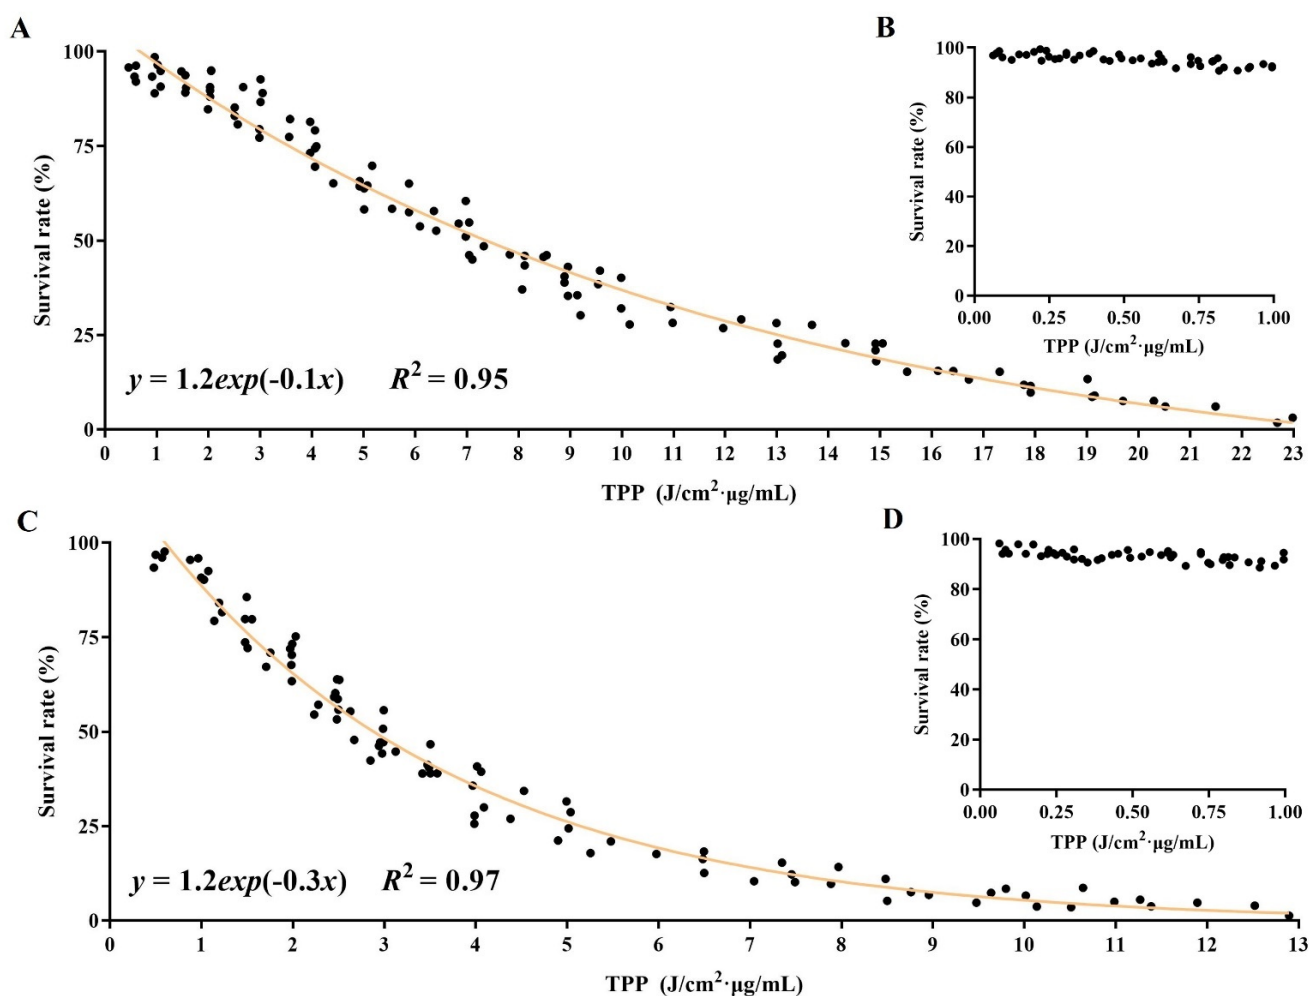 A
B
100
75
50
25
0
Survival rate (%)
y = 1.2exp(-0.1x) R² = 0.95
0 1 2 3 4 5 6 7 8 9 10 11 12 13 14 15 16 17 18 19 20 21 22 23
TPP (J/cm²·µg/mL)
100
80
60
40
20
0
Survival rate (%)
0.00 0.25 0.50 0.75 1.00
TPP (J/cm²·µg/mL)
C
D
100
75
50
25
0
Survival rate (%)
y = 1.2exp(-0.3x) R² = 0.97
0 1 2 3 4 5 6 7 8 9 10 11 12 13
TPP (J/cm²·µg/mL)
100
80
60
40
20
0
Survival rate (%)
0.00 0.25 0.50 0.75 1.00
TPP (J/cm²·µg/mL)